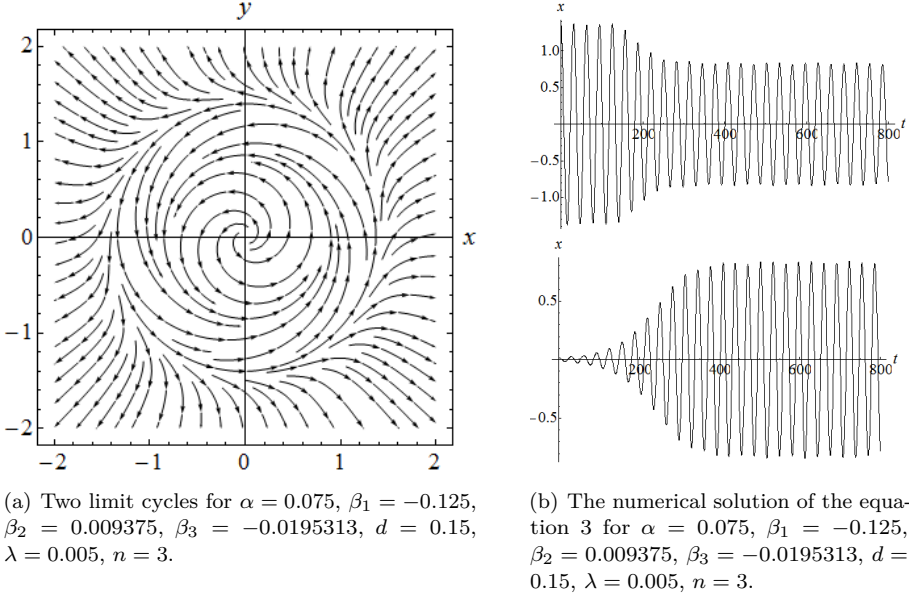 y
2
1
0
−1
−2
−2
−1
0
1
2
x
x
1.0
0.5
−0.5
−1.0
200
400
600
800
t
x
0.5
−0.5
200
400
600
800
t
(a) Two limit cycles for α = 0.075, β1 = −0.125,
β2 = 0.009375, β3 = −0.0195313, d = 0.15,
λ = 0.005, n = 3.
(b) The numerical solution of the equa-
tion 3 for α = 0.075, β1 = −0.125,
β2 = 0.009375, β3 = −0.0195313, d =
0.15, λ = 0.005, n = 3.